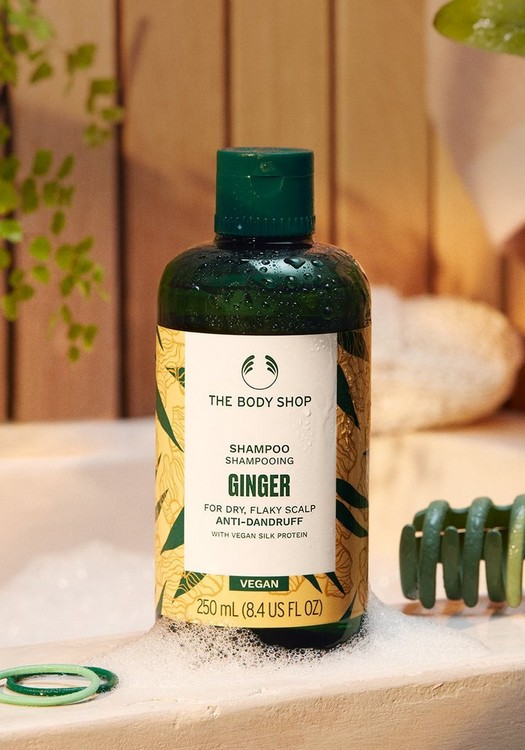 THE BODY SHOP
SHAMPOO
SHAMPOOING
GINGER
FOR DRY, FLAKY SCALP
ANTI-DANDRUFF
WITH VEGAN SILK PROTEIN
VEGAN
250 mL (8.4 US FL OZ)